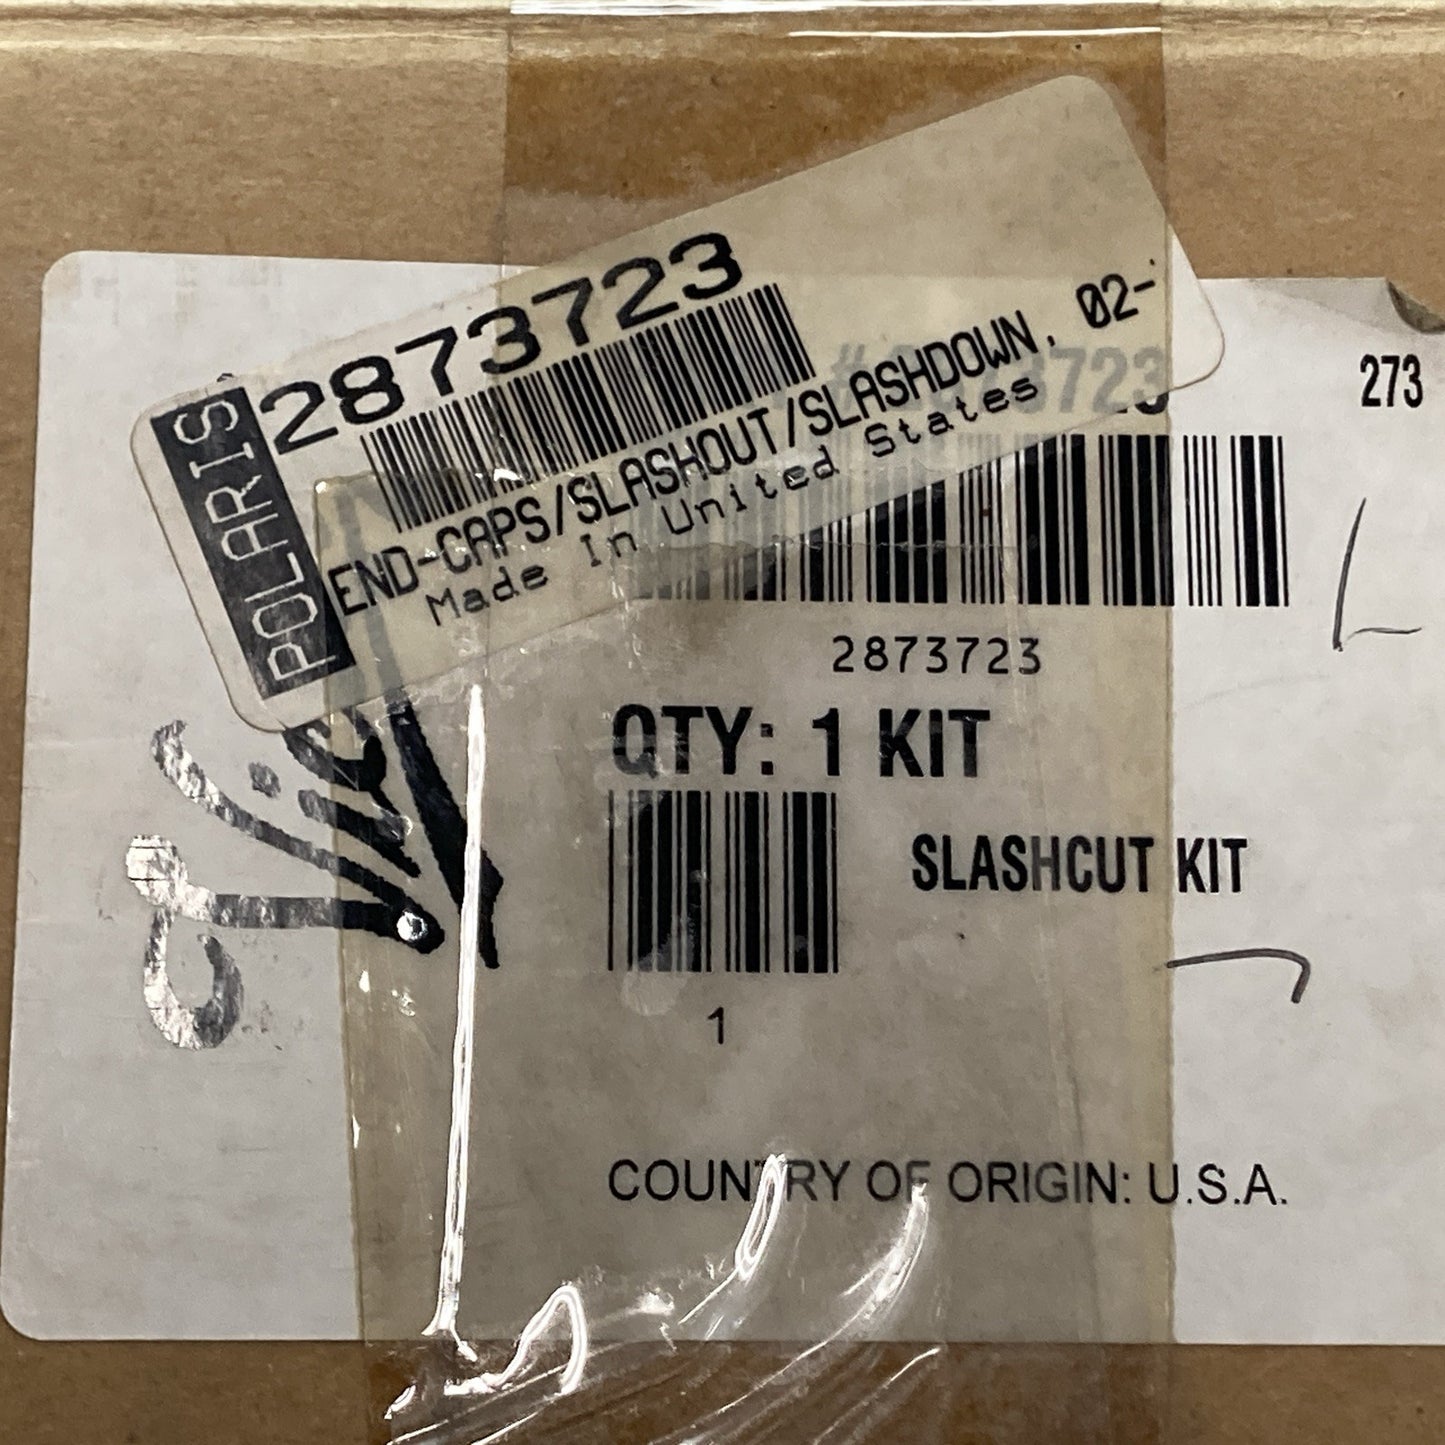 POLARIS
2873723
END-CAPS/SLASHOUT/SLASHDOWN, 02-
Made In United States
273
2873723
QTY: 1 KIT
SLASHCUT KIT
1
COUNTRY OF ORIGIN: U.S.A.